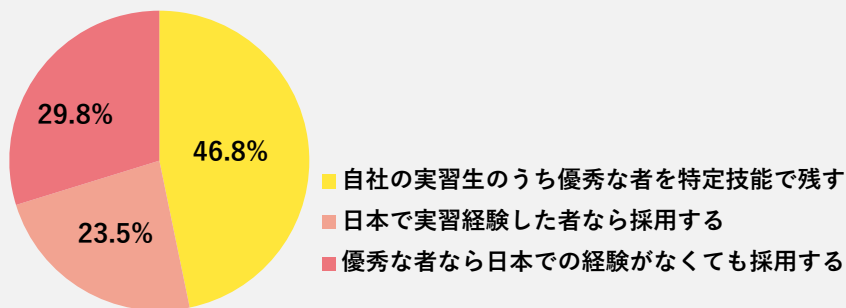 29.8%
46.8%
23.5%
自社の実習生のうち優秀な者を特定技能で残す
日本で実習経験した者なら採用する
優秀な者なら日本での経験がなくても採用する